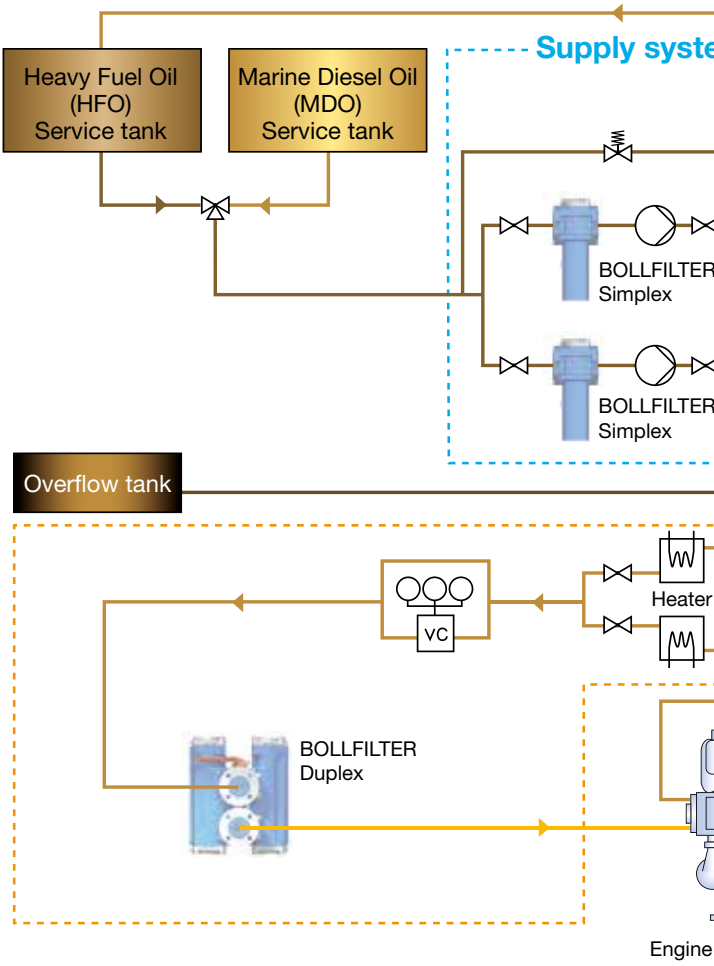 Supply syste
Heavy Fuel Oil
(HFO)
Service tank
Marine Diesel Oil
(MDO)
Service tank
BOLLFILTER
Simplex
BOLLFILTER
Simplex
Overflow tank
Heater
VC
BOLLFILTER
Duplex
Engine